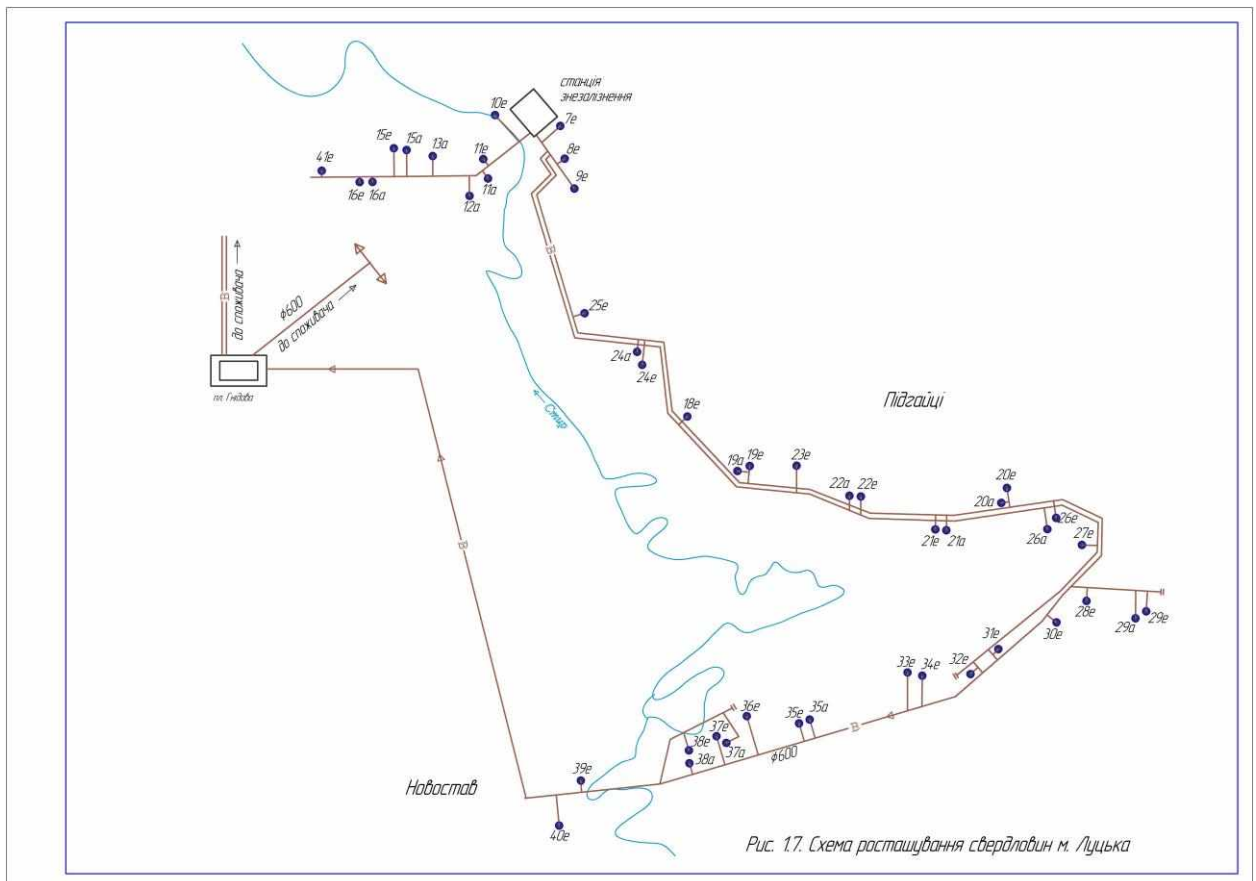 станція
знезалізнення
10е
7е
8е
9е
15е
15а
13а
11е
41е
16е
16а
12а
11а
В
25е
24а
24е
18е
Підгайці
В
до споживача
ф600
до споживача
пл. Гнідава
Стир
19а
19е
23е
22а
22е
20е
20а
21е
21а
26е
26а
27е
28е
29а
29е
30е
31е
32е
33е
34е
В
35е
35а
36е
37е
37а
38е
38а
ф600
В
39е
Новостав
40е
Рис. 1.7. Схема росташування свердловин м. Луцька